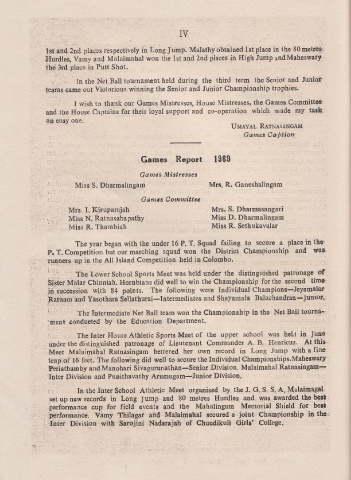 IV
1st and 2nd places respectively in Long Jump. Malathy obtained 1st place in the 80 metres
Hurdles, Vamy and Malaimahal won the 1st and 2nd places in High Jump and Maheswary
the 3rd place in Putt Shot.
In the Net Ball tournament held during the third term the Senior and Junior
teams came out Victorious winning the Senior and Junior Championship trophies.
I wish to thank our Games Mistresses, House Mistresses, the Games Committee
and the House Captains for their loyal support and co-operation which made my task
an easy one.
UMAYAL RATNASINGAM
Games Caption
Games Report 1969
Games Mistresses
Miss S. Dharmalingam Mrs. R. Ganeshalingam
Games Committee
Mrs. I. Kirupamjah Mrs. S. Dharmasangari
Miss N. Ratnasabapathy Miss D. Dharmalingam
Miss R. Thambiah Miss R. Sethukavalar
The year began with the under 16 P. T. Squad failing to secure a place in the
P. T. Competition but our marching squad won the District Championship and was
runners up in the All Island Competition held in Colombo.
The Lower School Sports Meet was held under the distinguished patronage of
Sister Malar Chinniah. Hornbians did well to win the Championship for the second time
in succession with 84 points. The following were Individual Champions—Jeyamalar
Ratnam and Yasothara Sellathurai—Intermediates and Shayamala Balachandran—Junior.
The Intermediate Net Ball team won the Championship in the Net Ball tourna-
ment conducted by the Education Department.
The Inter House Athletic Sports Meet of the upper school was held in June
under the distinguished patronage of Lieutenant Commander A. B. Honricus. At this
Meet Malaimahal Ratnasingam bettered her own record in Long Jump with a fine
leap of 16 feet. The following did well to secure the Individual Championships. Maheswary
Periathamby and Manohari Sivagurunathan—Senior Division, Malaimahal Ratnasingam—
Inter Division and Punithavathy Arumugam—Junior Division.
In the Inter School Athletic Meet organised by the J. G. S. S. A, Malaimagal
set up new records in Long jump and 80 metres Hurdles and was awarded the best
performance cup for field events and the Mahalingam Memorial Shield for best
performance. Vamy Thilagar and Malaimahal secured a joint Championship in the
Inter Division with Sarojini Nadarajah of Chundikuli Girls' College.